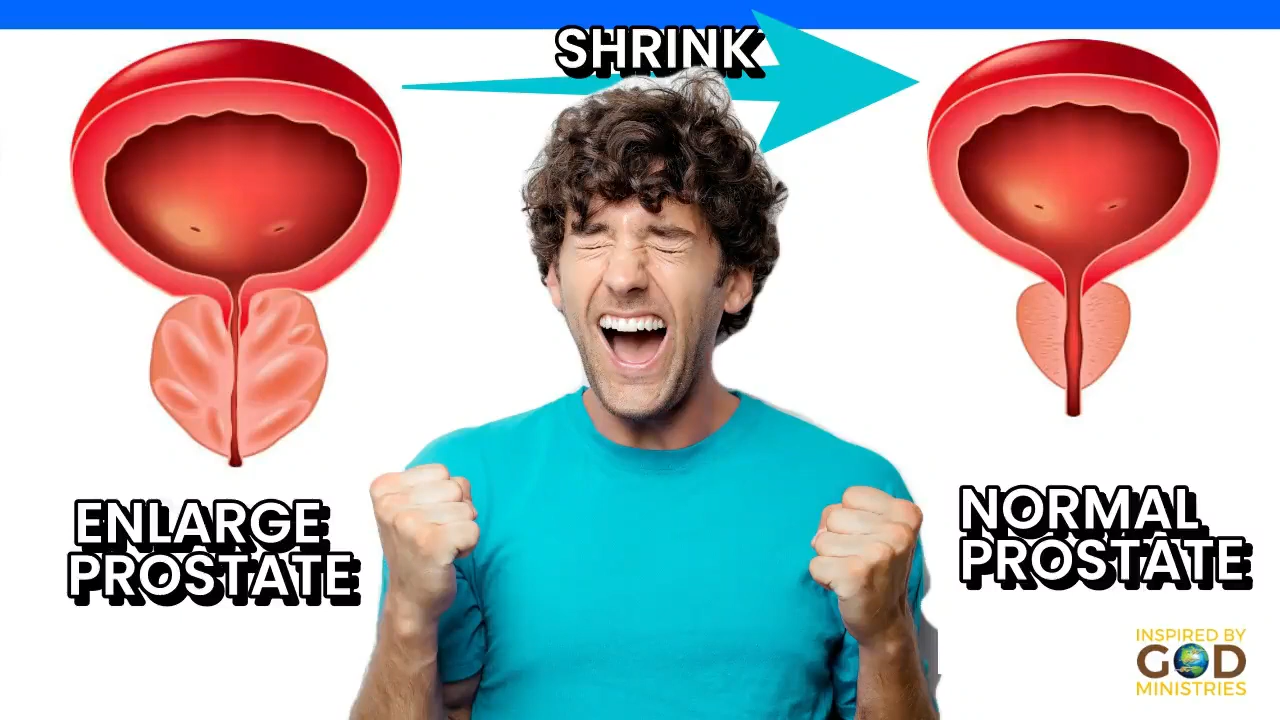 SHRINK
ENLARGE
PROSTATE
NORMAL
PROSTATE
INSPIRED BY
GOD
MINISTRIES